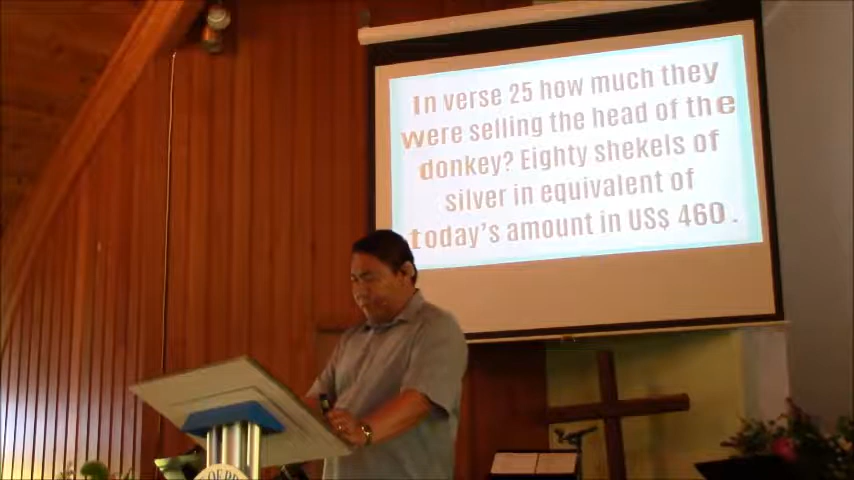 In verse 25 how much they
were selling the head of the
donkey? Eighty shekels of
silver in equivalent of
today's amount in US$ 460 .